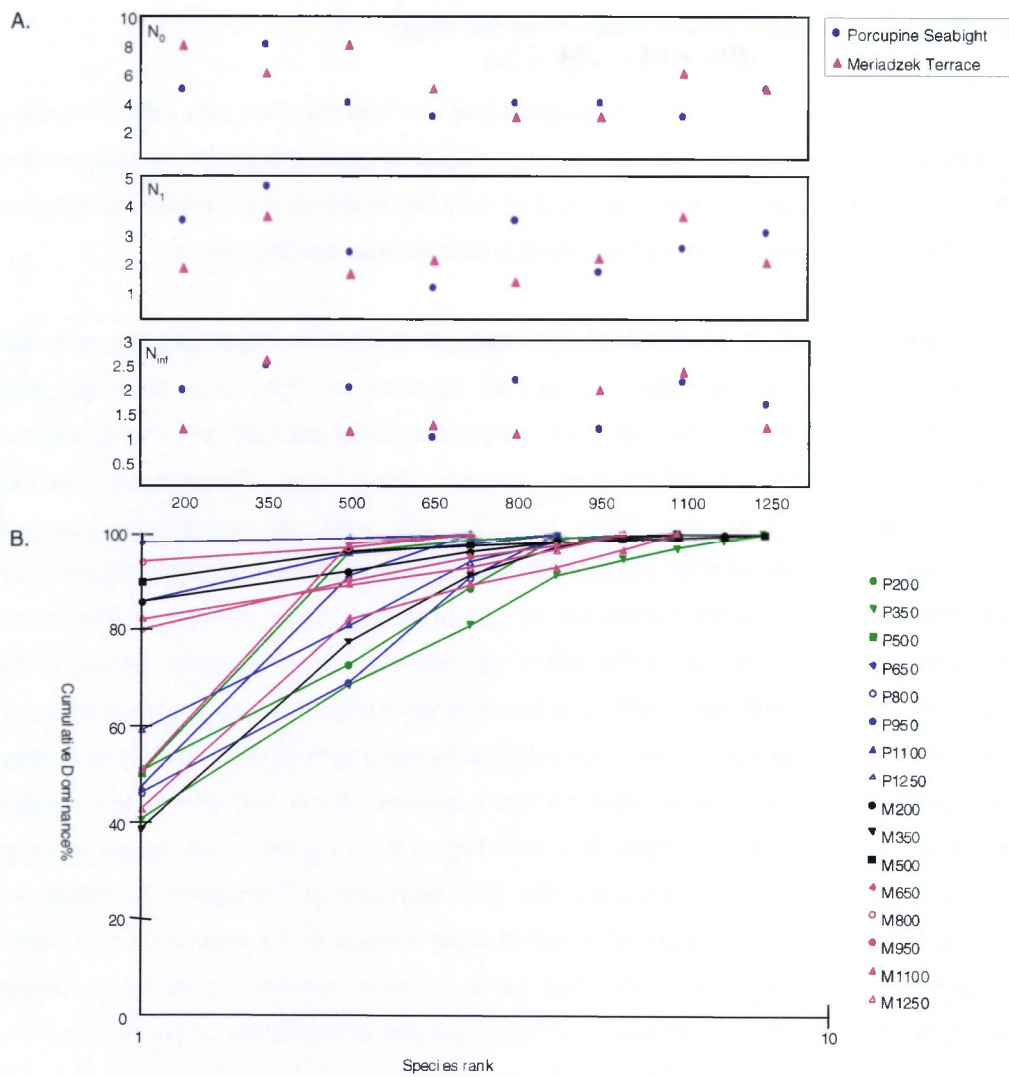 A.
N0
10
8
6
4
2
Porcupine Seabight
Meriadzek Terrace
N1
5
4
3
2
1
Ninf
3
2.5
2
1.5
1
0.5
200 350 500 650 800 950 1100 1250
B.
100
80
60
40
20
0
Cumulative Dominance%
10
Species rank
P200
P350
P500
P650
P800
P950
P1100
P1250
M200
M350
M500
M650
M800
M950
M1100
M1250